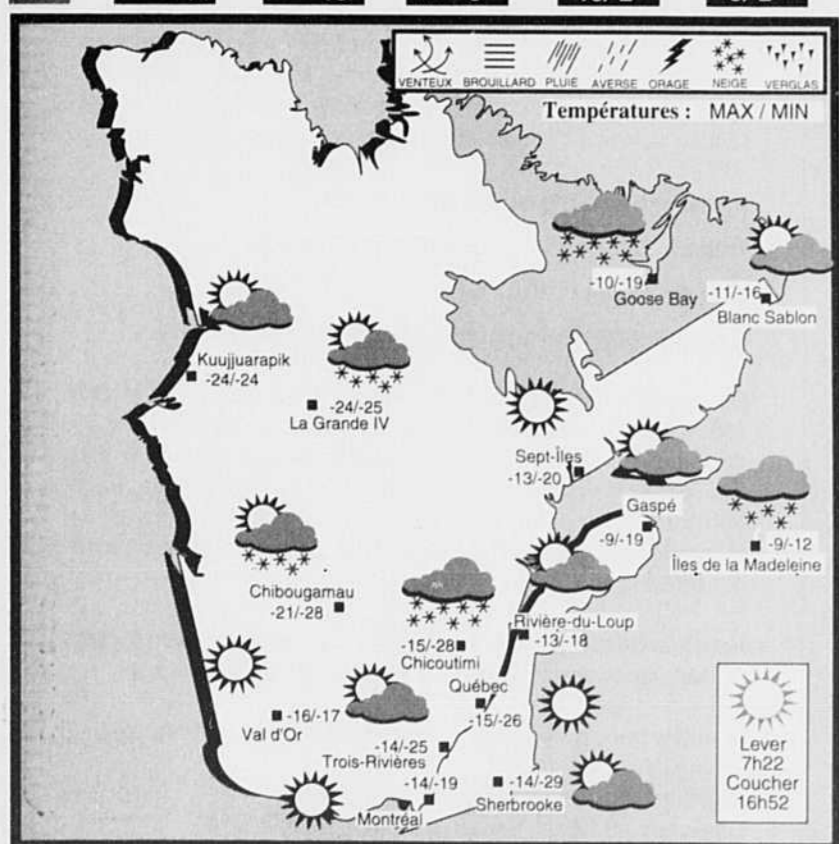 VENTEUX BROUILLARD PLUIE AVERSE ORAGE NEIGE VERGLAS
Températures : MAX / MIN
-10/-19
Goose Bay
-11/-16
Blanc Sablon
Kuujjuarapik
-24/-24
-24/-25
La Grande IV
Sept-Îles
-13/-20
Gaspé
-9/-19
-9/-12
Îles de la Madeleine
Chibougamau
-21/-28
Rivière-du-Loup
-13/-18
-15/-28
Chicoutimi
Québec
-15/-26
-16/-17
Val d'Or
-14/-25
Trois-Rivières
-14/-19
Montréal
-14/-29
Sherbrooke
Lever
7h22
Coucher
16h52